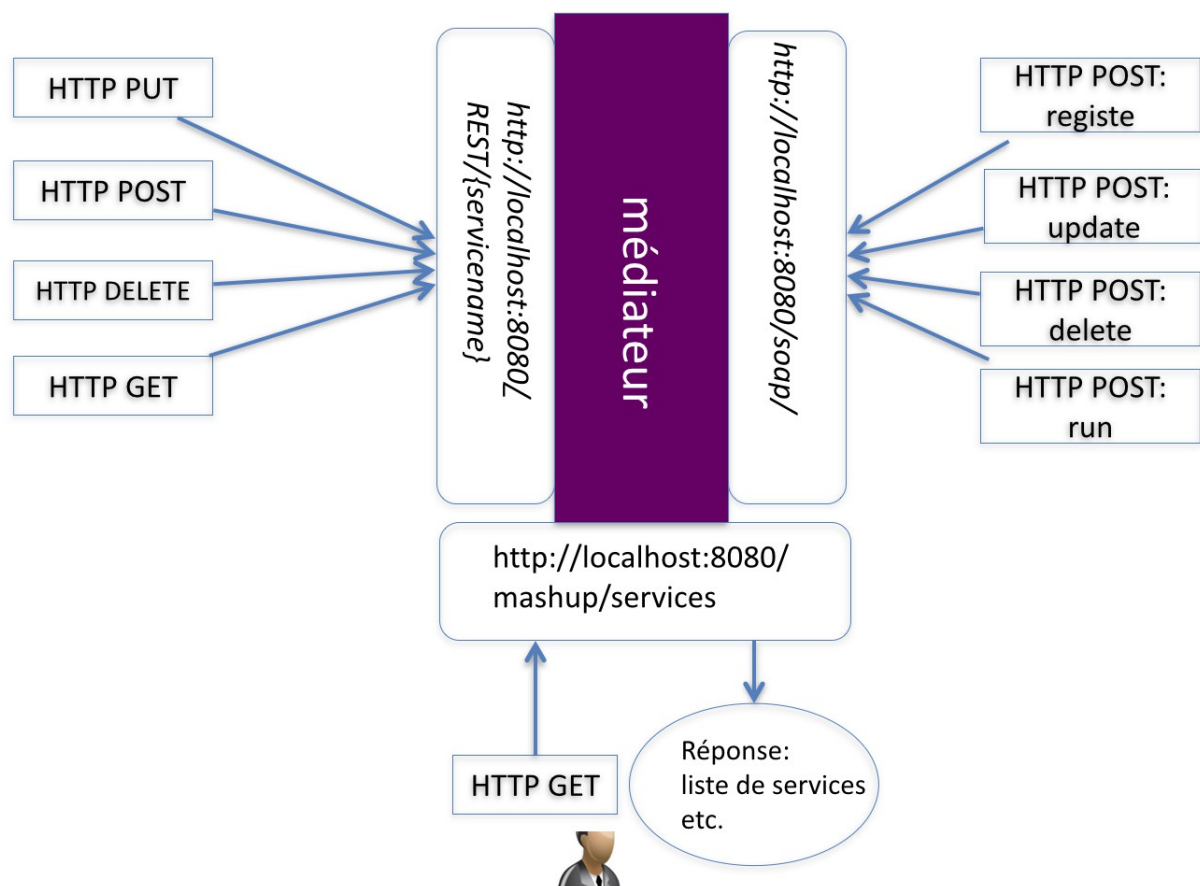 HTTP PUT
HTTP POST
HTTP DELETE
HTTP GET
http://localhost:8080/
REST/{servicename}
médiateur
http://localhost:8080/soap/
HTTP POST:
registe
HTTP POST:
update
HTTP POST:
delete
HTTP POST:
run
http://localhost:8080/
mashup/services
HTTP GET
Réponse:
liste de services
etc.